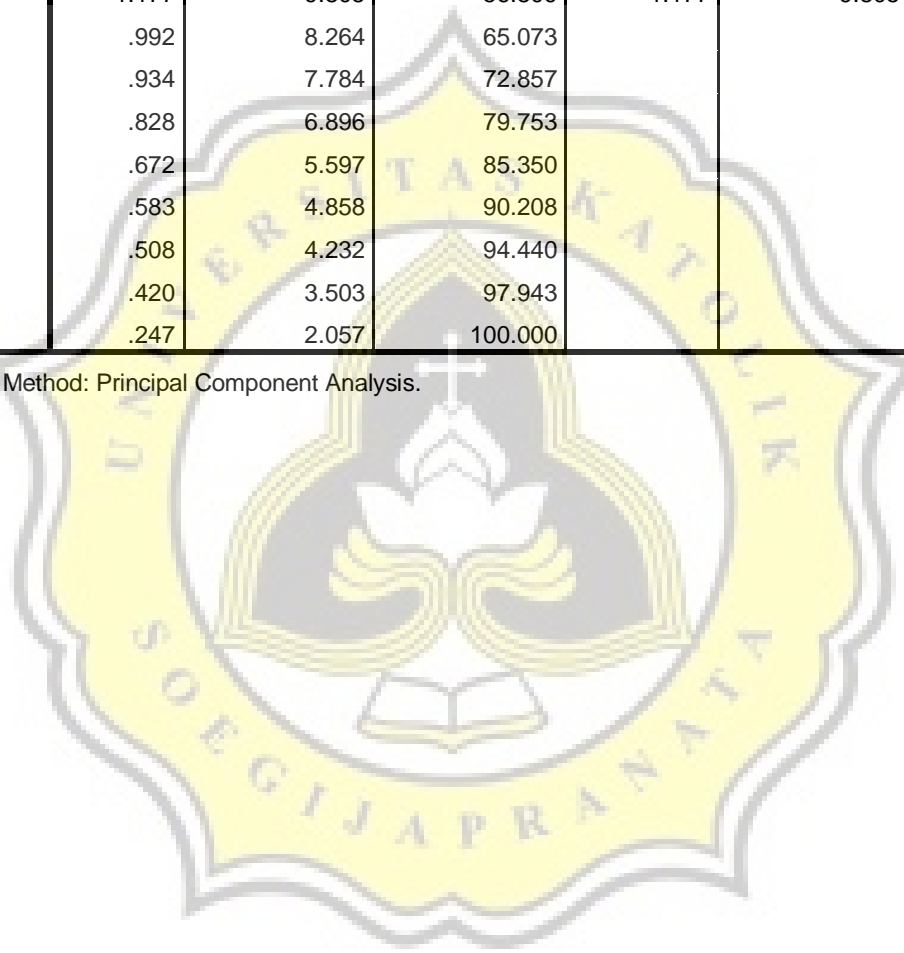 .992 8.264 65.073
.934 7.784 72.857
.828 6.896 79.753
.672 5.597 85.350
.583 4.858 90.208
.508 4.232 94.440
.420 3.503 97.943
.247 2.057 100.000
Method: Principal Component Analysis.
UNIVERSITAS KATOLIK
SOEGIJAPRANATA